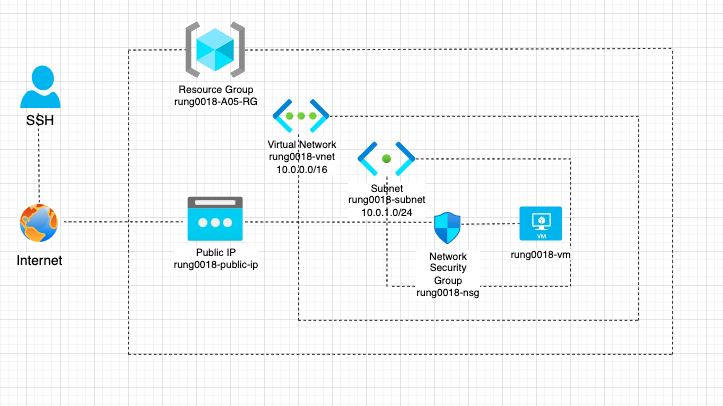 Resource Group
rung0018-A05-RG
SSH
Virtual Network
rung0018-vnet
10.0.0.0/16
Subnet
rung0018-subnet
10.0.1.0/24
Internet
Public IP
rung0018-public-ip
Network
Security
Group
rung0018-nsg
VM
rung0018-vm